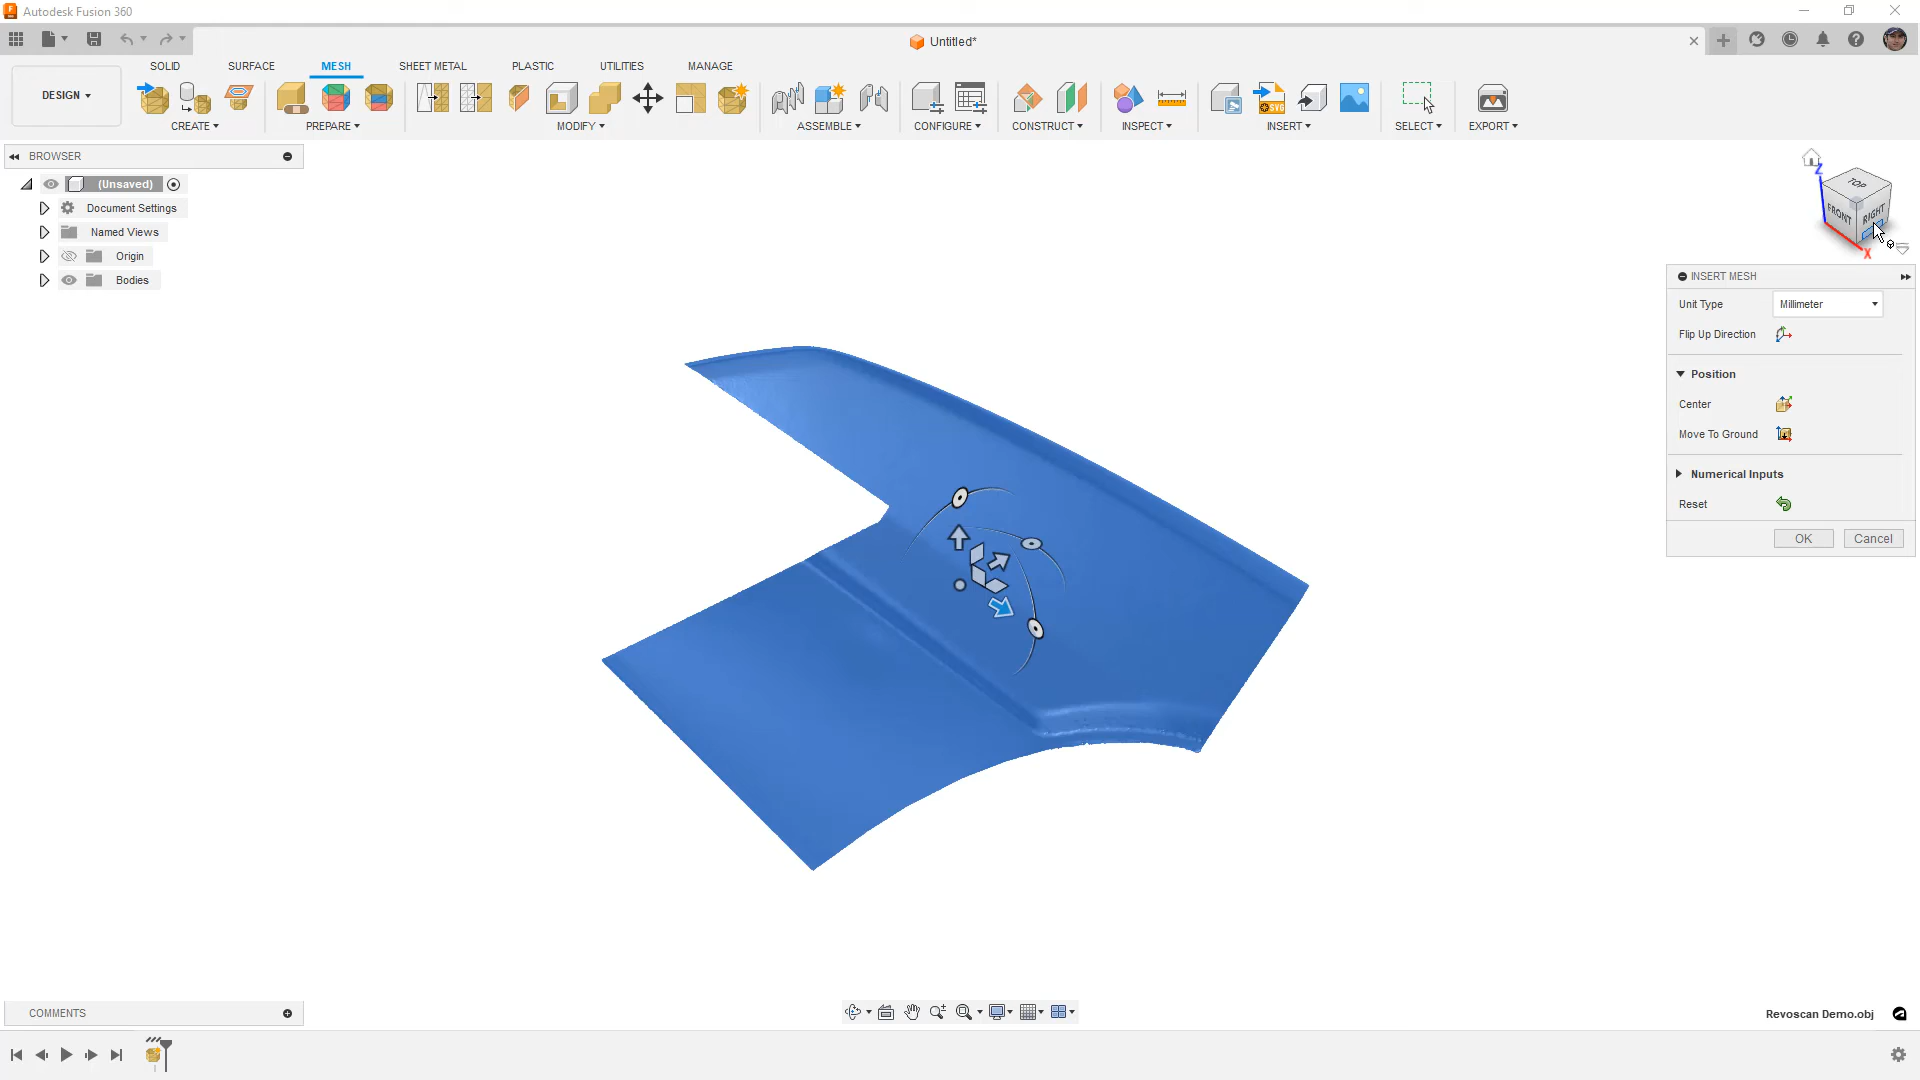 Autodesk Fusion 360
Untitled*
SOLID
SURFACE
MESH
SHEET METAL
PLASTIC
UTILITIES
MANAGE
DESIGN
CREATE
PREPARE
MODIFY
ASSEMBLE
CONFIGURE
CONSTRUCT
INSPECT
INSERT
SELECT
EXPORT
SVG
BROWSER
(Unsaved)
Document Settings
Named Views
Origin
Bodies
Z
TOP
FRONT
RIGHT
X
INSERT MESH
Unit Type
Millimeter
Flip Up Direction
Position
Center
Move To Ground
Numerical Inputs
Reset
OK
Cancel
COMMENTS
Revoscan Demo.obj